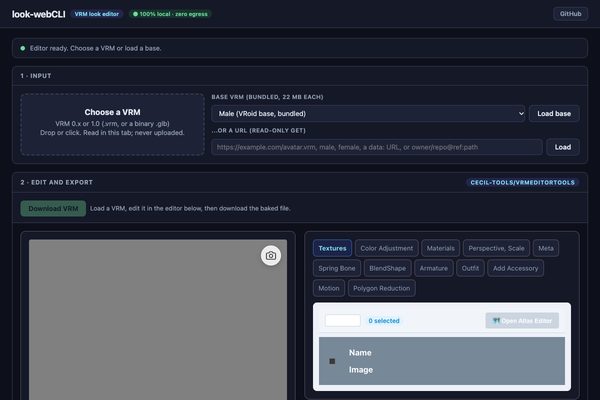 look-webCLI
VRM look editor
100% local · zero egress
GitHub
Editor ready. Choose a VRM or load a base.
1 · INPUT
Choose a VRM
VRM 0.x or 1.0 (.vrm, or a binary .glb)
Drop or click. Read in this tab; never uploaded.
BASE VRM (BUNDLED, 22 MB EACH)
Male (VRoid base, bundled)
Load base
...OR A URL (READ-ONLY GET)
https://example.com/avatar.vrm, male, female, a data: URL, or owner/repo@ref:path
Load
2 · EDIT AND EXPORT
CECIL-TOOLS/VRMEDITORTOOLS
Download VRM
Load a VRM, edit it in the editor below, then download the baked file.
Textures
Color Adjustment
Materials
Perspective, Scale
Meta
Spring Bone
BlendShape
Armature
Outfit
Add Accessory
Motion
Polygon Reduction
0 selected
Open Atlas Editor
Name
Image